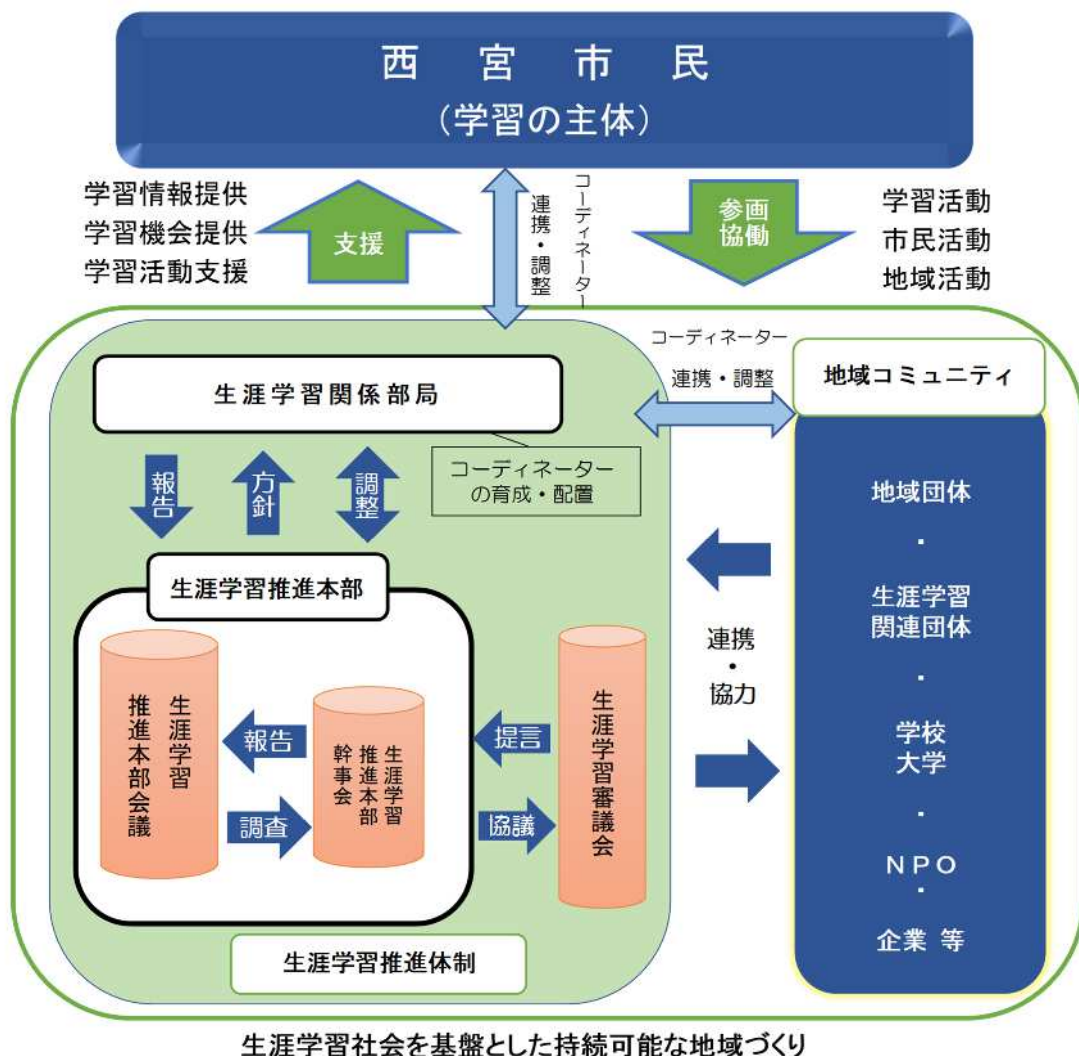 西宮市民
(学習の主体)
学習情報提供
学習機会提供
学習活動支援
支援
連携・調整
コーディネーター
参画
協働
学習活動
市民活動
地域活動
生涯学習関係部局
コーディネーター
の育成・配置
コーディネーター
連携・調整
地域コミュニティ
報告
方針
調整
生涯学習推進本部
生涯学習
推進本部会議
報告
調査
生涯学習
推進本部
幹事会
提言
協議
生涯学習審議会
生涯学習推進体制
連携
・
協力
地域団体
・
生涯学習
関連団体
・
学校
大学
・
NPO
・
企業 等
生涯学習社会を基盤とした持続可能な地域づくり